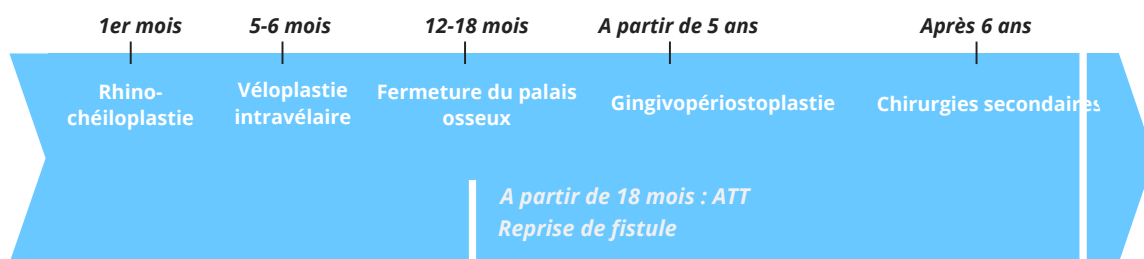 1er mois
5-6 mois
12-18 mois
A partir de 5 ans
Après 6 ans
Rhino-
chéiloplastie
Véloplastie
intravélaire
Fermeture du palais
osseux
Gingivopériostoplastie
Chirurgies secondaires
A partir de 18 mois : ATT
Reprise de fistule